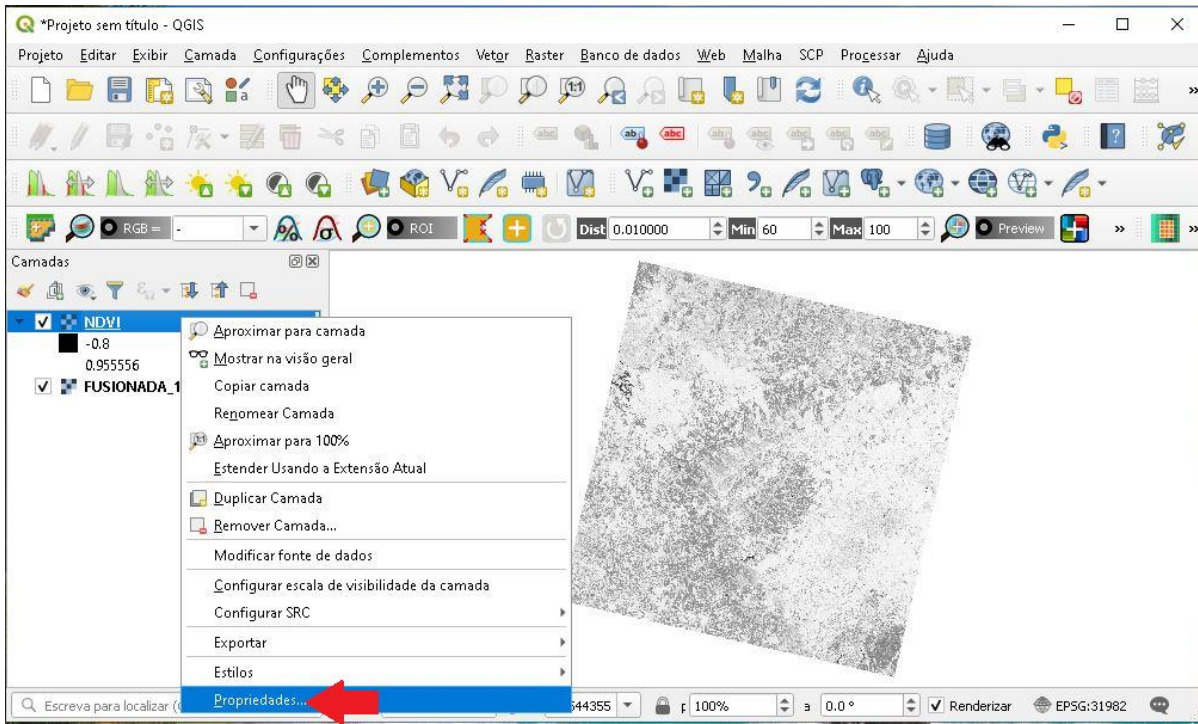 *Projeto sem título - QGIS
Projeto Editar Exibir Camada Configurações Complementos Vetor Raster Banco de dados Web Malha SCP Processar Ajuda
RGB = - ROI Dist 0.010000 Min 60 Max 100 Preview
Camadas
NDVI
-0.8
0.955556
FUSIONADA_1
Aproximar para camada
Mostrar na visão geral
Copiar camada
Renomear Camada
Aproximar para 100%
Estender Usando a Extensão Atual
Duplicar Camada
Remover Camada...
Modificar fonte de dados
Configurar escala de visibilidade da camada
Configurar SRC
Exportar
Estilos
Propriedades...
Escreva para localizar 544355 100% 0.0 ° Renderizar EPSG:31982